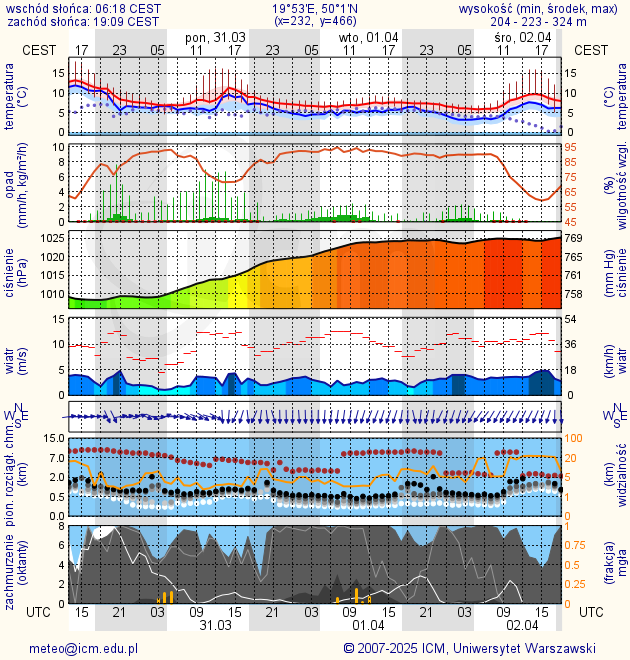 wschód słońca: 06:18 CEST 19°53'E, 50°1'N wysokość (min, środek, max)
zachód słońca: 19:09 CEST (x=232, y=466) 204 - 223 - 324 m
pon, 31.03 wto, 01.04 śro, 02.04
CEST 17 23 05 11 17 23 05 11 17 23 05 11 17 CEST
temperatura
(°C)
15
10
5
0
15
10
5
0
temperatura
(°C)
opad
(mm/h, kg/m²/h)
10
8
6
4
2
0
95
85
75
65
55
45
(%)
wilgotność wzgl.
ciśnienie
(hPa)
1025
1020
1015
1010
769
765
761
758
(mm Hg)
ciśnienie
wiatr
(m/s)
15
10
5
0
54
36
18
0
(km/h)
wiatr
N
W E
S
N
W E
S
pion. rozciągł. chm.
(km)
15.0
7.0
2.0
0.5
0.0
100
20
5
1
0
(km)
widzialność
zachmurzenie
(oktanty)
8
6
4
2
0
1
0.75
0.5
0.25
0
(frakcja)
mgła
UTC 15 21 03 09 15 21 03 09 15 21 03 09 15 UTC
31.03 01.04 02.04
meteo@icm.edu.pl © 2007-2025 ICM, Uniwersytet Warszawski